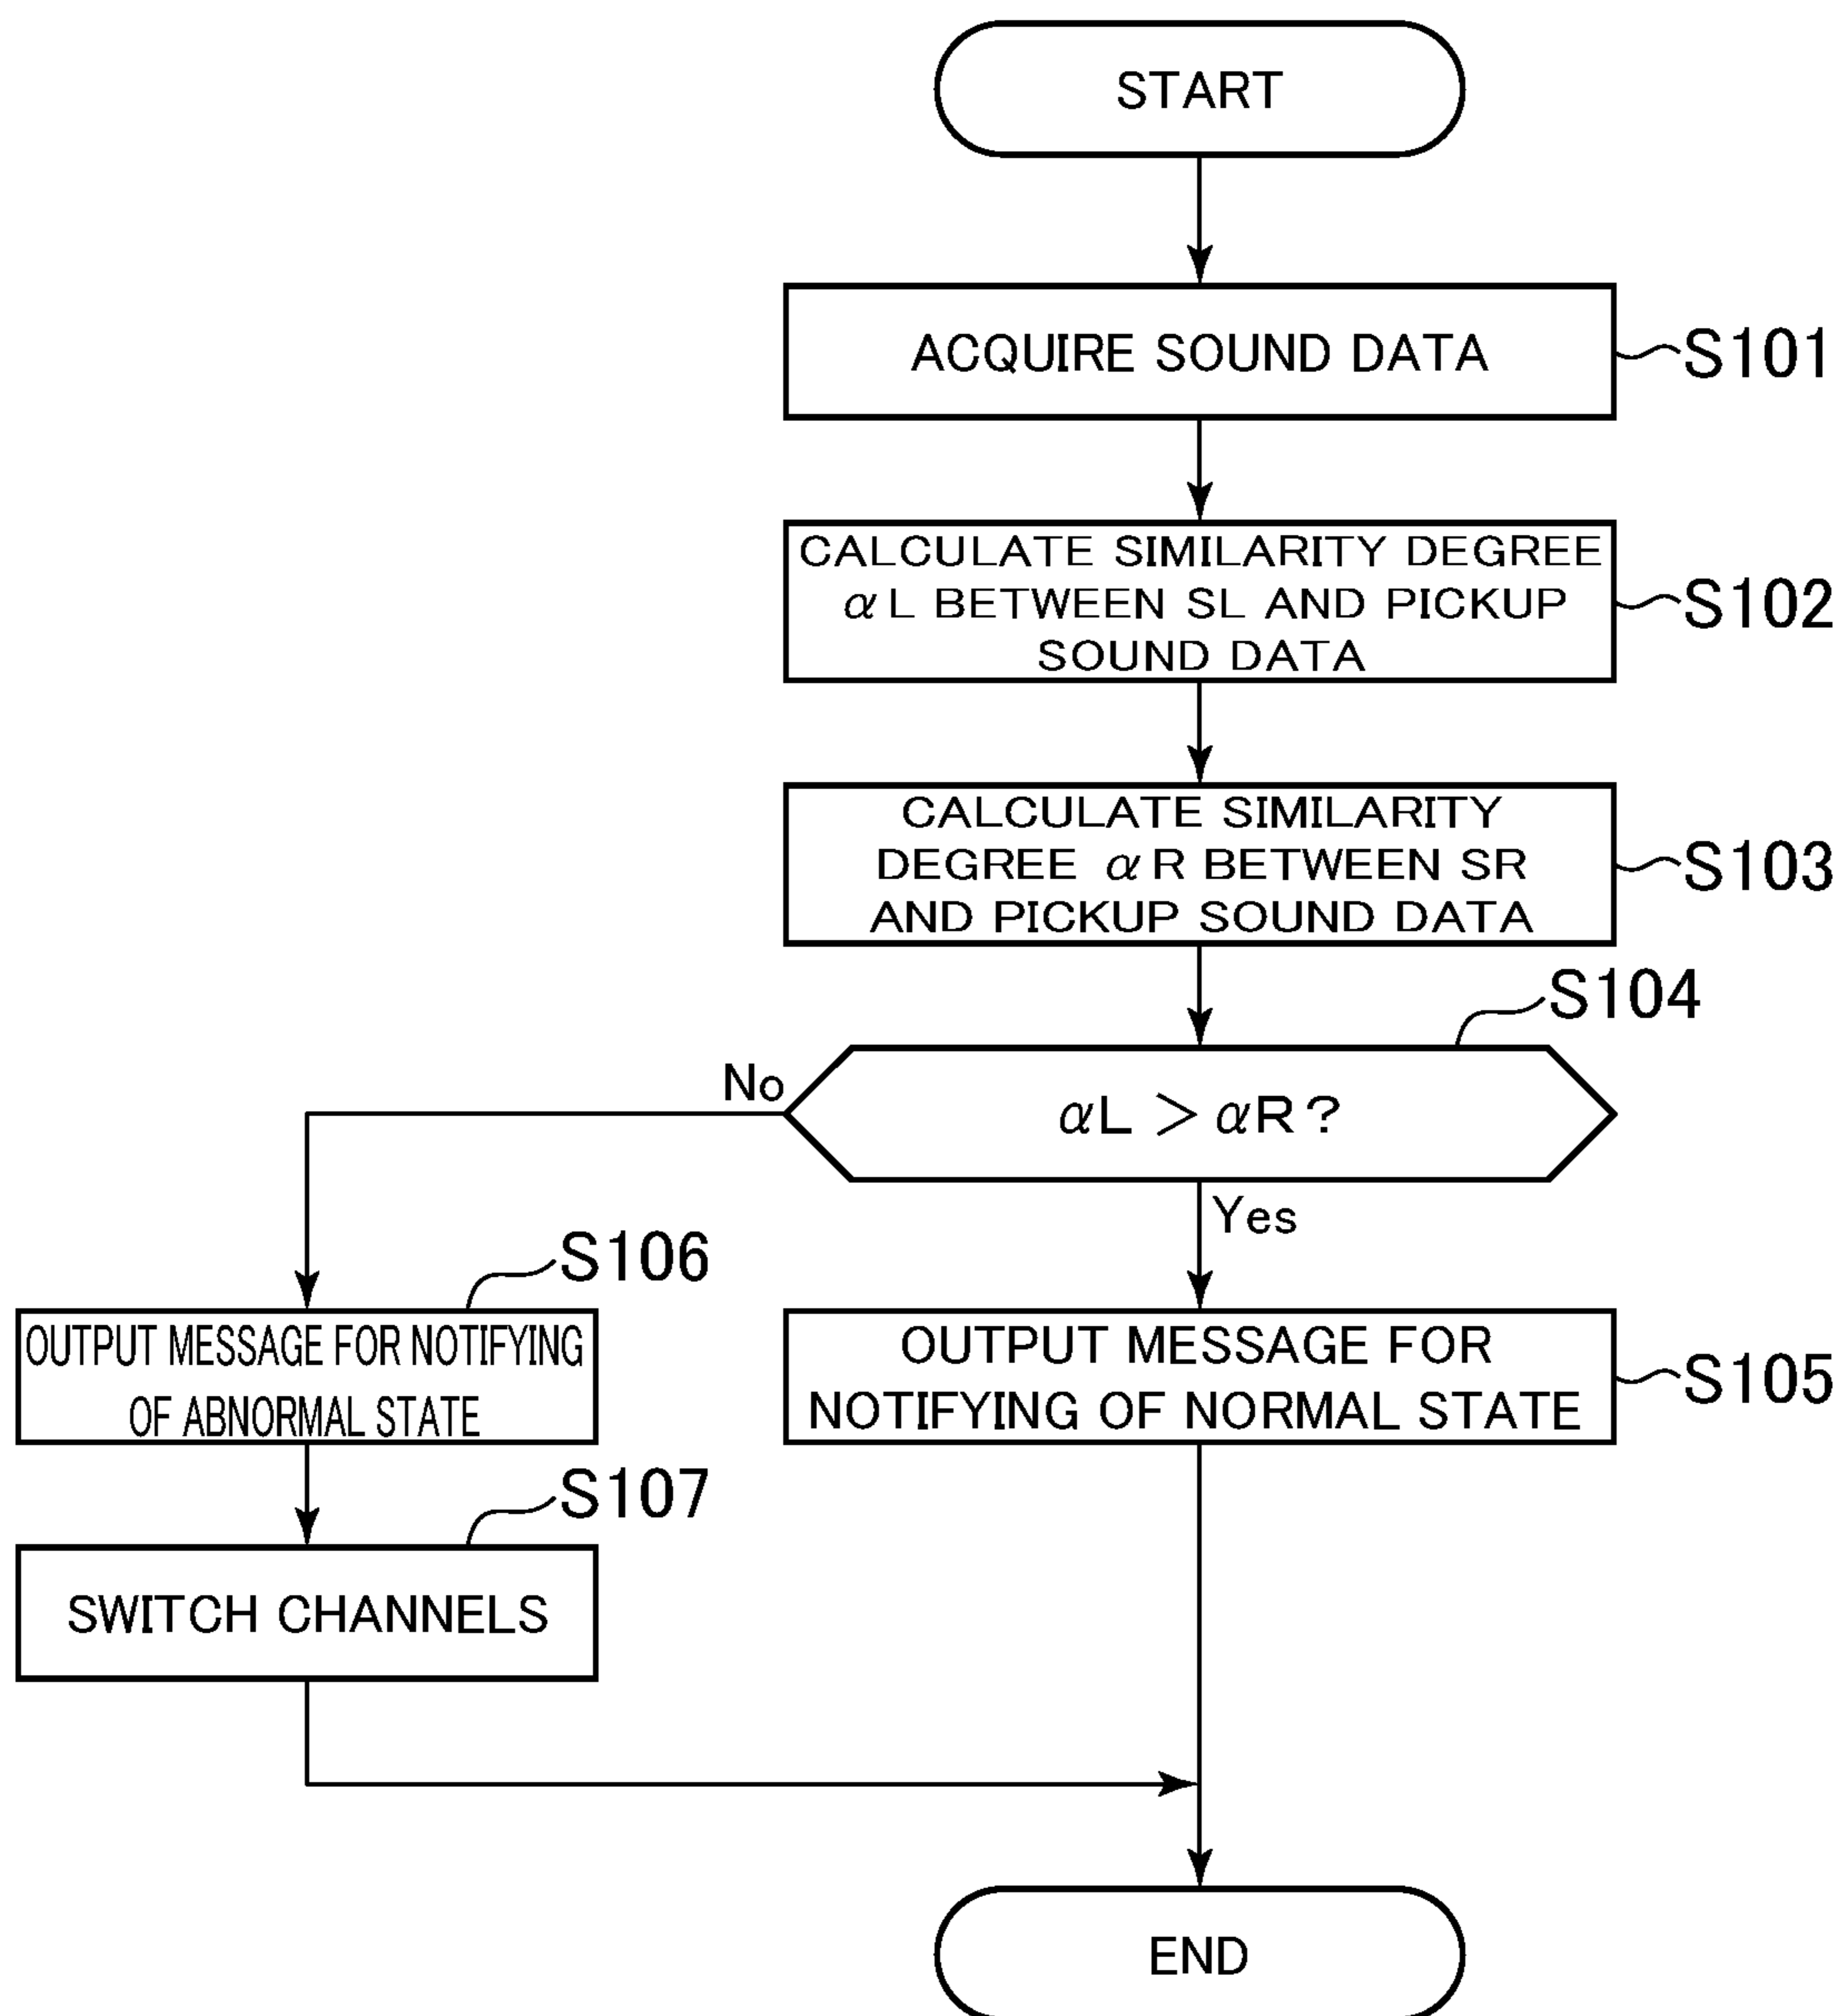 START
ACQUIRE SOUND DATA
S101
CALCULATE SIMILARITY DEGREE
αL BETWEEN SL AND PICKUP
SOUND DATA
S102
CALCULATE SIMILARITY
DEGREE αR BETWEEN SR
AND PICKUP SOUND DATA
S103
S104
αL > αR?
No
Yes
S106
OUTPUT MESSAGE FOR NOTIFYING
OF ABNORMAL STATE
OUTPUT MESSAGE FOR
NOTIFYING OF NORMAL STATE
S105
S107
SWITCH CHANNELS
END